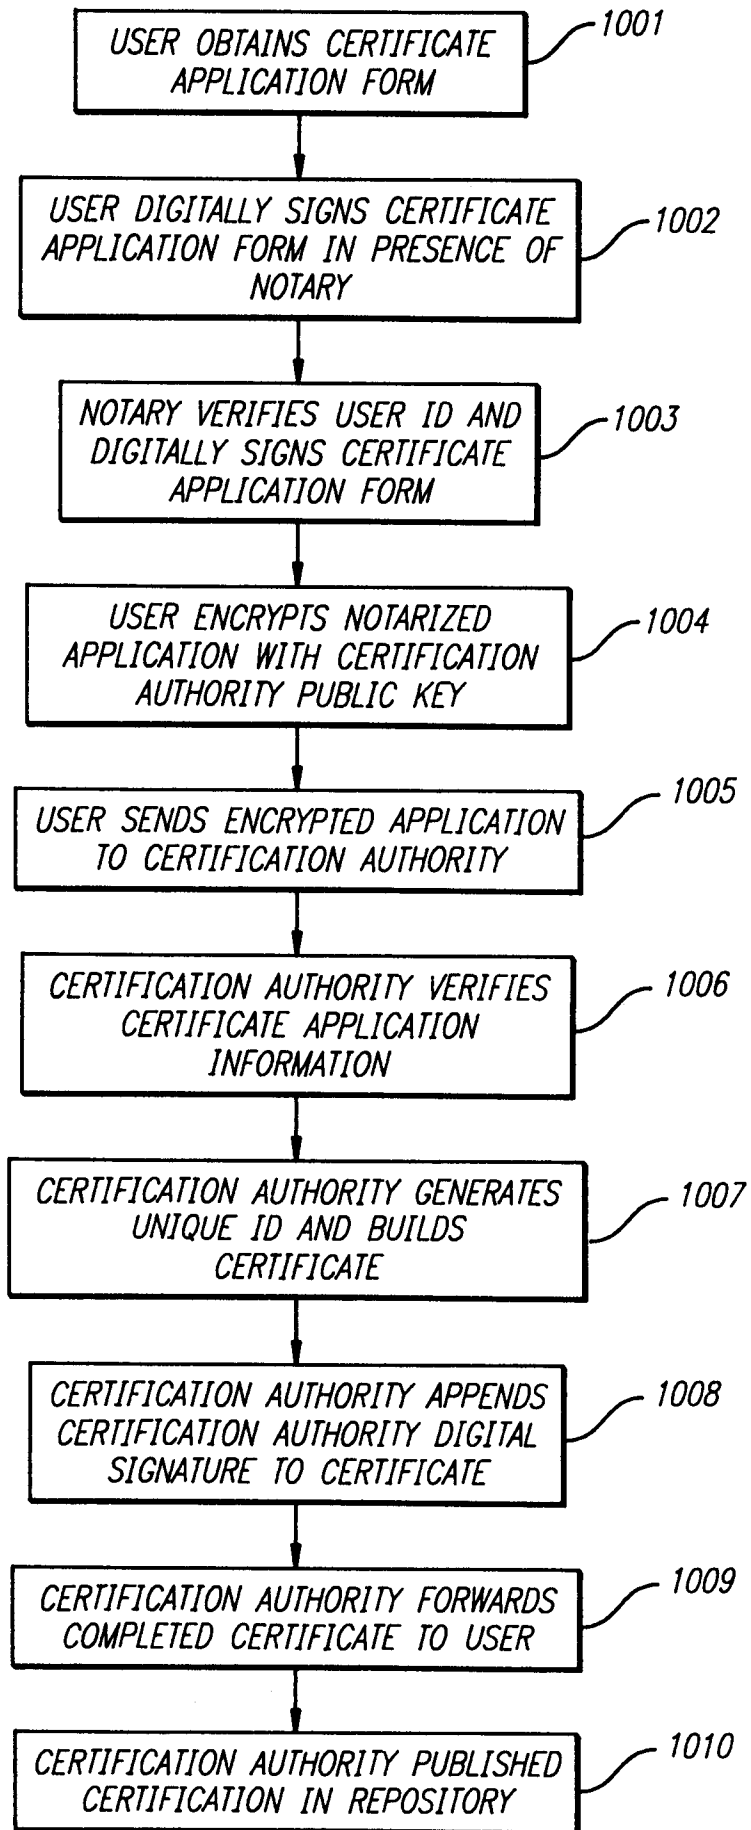 USER OBTAINS CERTIFICATE
APPLICATION FORM
1001
USER DIGITALLY SIGNS CERTIFICATE
APPLICATION FORM IN PRESENCE OF
NOTARY
1002
NOTARY VERIFIES USER ID AND
DIGITALLY SIGNS CERTIFICATE
APPLICATION FORM
1003
USER ENCRYPTS NOTARIZED
APPLICATION WITH CERTIFICATION
AUTHORITY PUBLIC KEY
1004
USER SENDS ENCRYPTED APPLICATION
TO CERTIFICATION AUTHORITY
1005
CERTIFICATION AUTHORITY VERIFIES
CERTIFICATE APPLICATION
INFORMATION
1006
CERTIFICATION AUTHORITY GENERATES
UNIQUE ID AND BUILDS
CERTIFICATE
1007
CERTIFICATION AUTHORITY APPENDS
CERTIFICATION AUTHORITY DIGITAL
SIGNATURE TO CERTIFICATE
1008
CERTIFICATION AUTHORITY FORWARDS
COMPLETED CERTIFICATE TO USER
1009
CERTIFICATION AUTHORITY PUBLISHED
CERTIFICATION IN REPOSITORY
1010